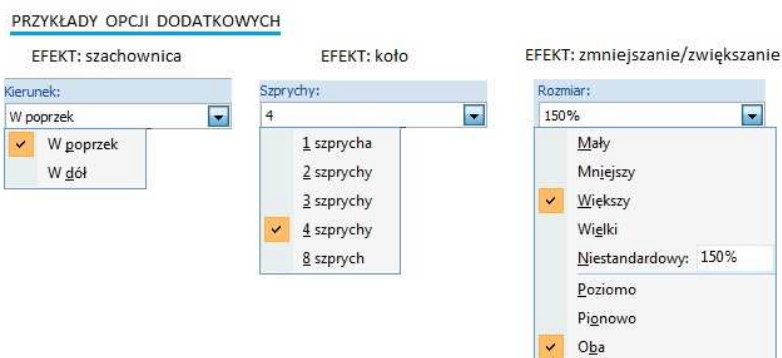 PRZYKŁADY OPCJI DODATKOWYCH
EFEKT: szachownica
Kierunek:
W poprzek
W poprzek
W dół
EFEKT: koło
Szprychy:
4
1 szprycha
2 szprychy
3 szprychy
4 szprychy
8 szprych
EFEKT: zmniejszanie/zwiększanie
Rozmiar:
150%
Mały
Mniejszy
Większy
Wielki
Niestandardowy: 150%
Poziomo
Pionowo
Oba